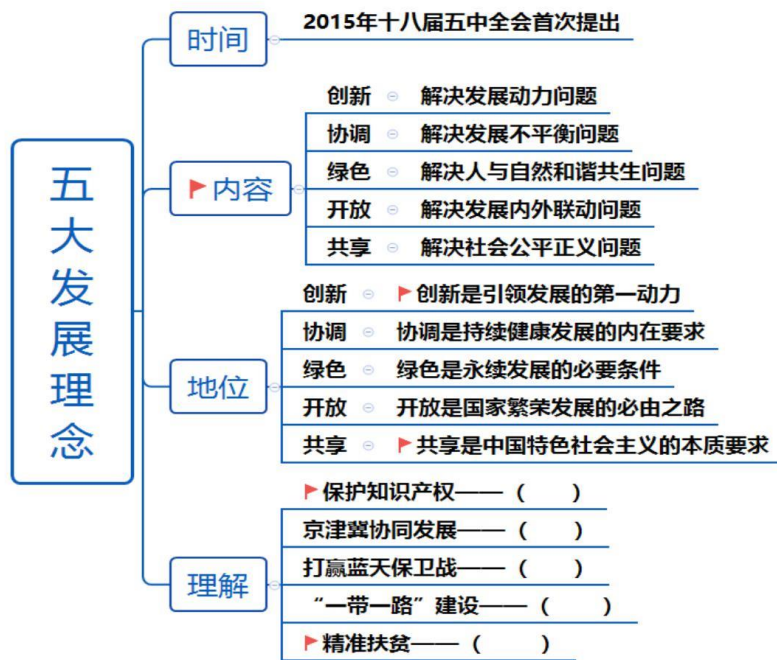 五大发展理念
时间
2015年十八届五中全会首次提出
内容
创新 解决发展动力问题
协调 解决发展不平衡问题
绿色 解决人与自然和谐共生问题
开放 解决发展内外联动问题
共享 解决社会公平正义问题
地位
创新 创新是引领发展的第一动力
协调 协调是持续健康发展的内在要求
绿色 绿色是永续发展的必要条件
开放 开放是国家繁荣发展的必由之路
共享 共享是中国特色社会主义的本质要求
理解
保护知识产权——（ ）
京津冀协同发展——（ ）
打赢蓝天保卫战——（ ）
“一带一路”建设——（ ）
精准扶贫——（ ）